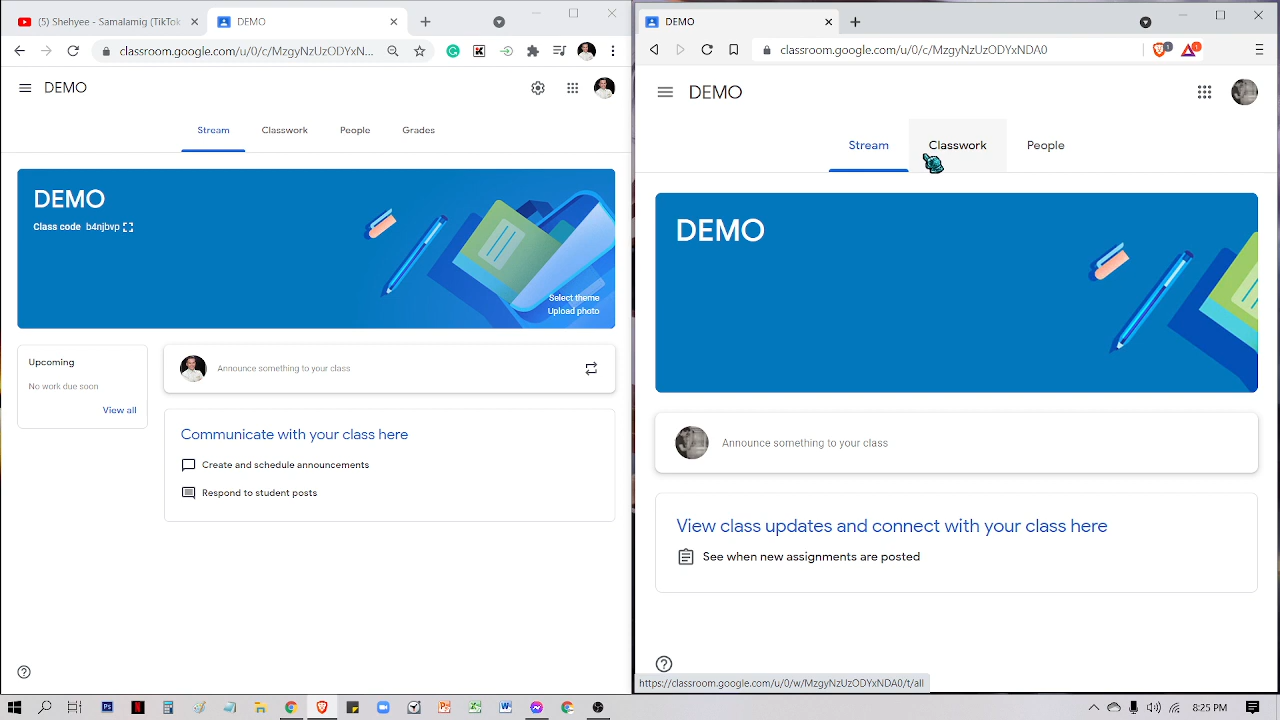 (5) Shehyee - Samalamig (TikTok
DEMO
classroom.google.com/u/0/c/MzgyNzUzODYxN...
DEMO
Stream
Classwork
People
Grades
DEMO
Class code b4njbvp
Select theme
Upload photo
Upcoming
No work due soon
View all
Announce something to your class
Communicate with your class here
Create and schedule announcements
Respond to student posts
DEMO
classroom.google.com/u/0/c/MzgyNzUzODYxNDA0
1
1
DEMO
Stream
Classwork
People
DEMO
Announce something to your class
View class updates and connect with your class here
See when new assignments are posted
https://classroom.google.com/u/0/w/MzgyNzUzODYxNDA0/t/all
8:25 PM